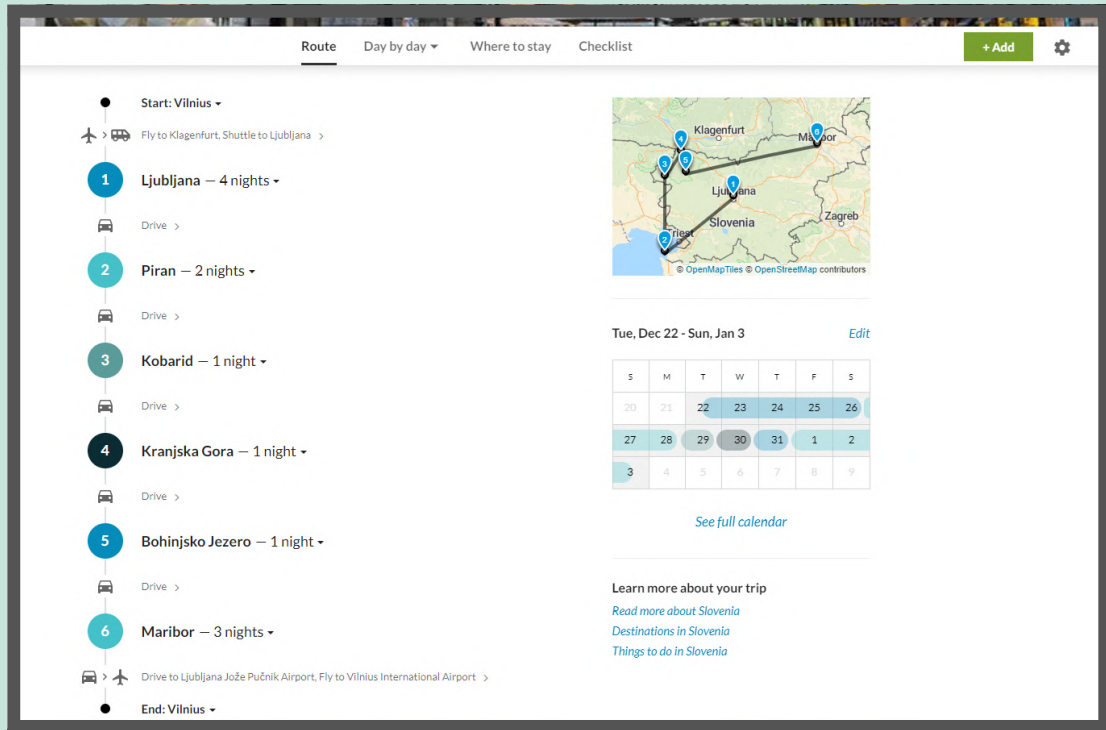 Route Day by day Where to stay Checklist + Add
Start: Vilnius
Fly to Klagenfurt, Shuttle to Ljubljana >
1 Ljubljana — 4 nights
Drive >
2 Piran — 2 nights
Drive >
3 Kobarid — 1 night
Drive >
4 Kranjska Gora — 1 night
Drive >
5 Bohinjsko Jezero — 1 night
Drive >
6 Maribor — 3 nights
Drive to Ljubljana Jože Pučnik Airport, Fly to Vilnius International Airport >
End: Vilnius
Klagenfurt
4
6
3
5
1
Zagreb
Slovenia
2
© OpenMapTiles © OpenStreetMap contributors
Tue, Dec 22 - Sun, Jan 3 Edit
S M T W T F S
20 21 22 23 24 25 26
27 28 29 30 31 1 2
3 4 5 6 7 8 9
See full calendar
Learn more about your trip
Read more about Slovenia
Destinations in Slovenia
Things to do in Slovenia